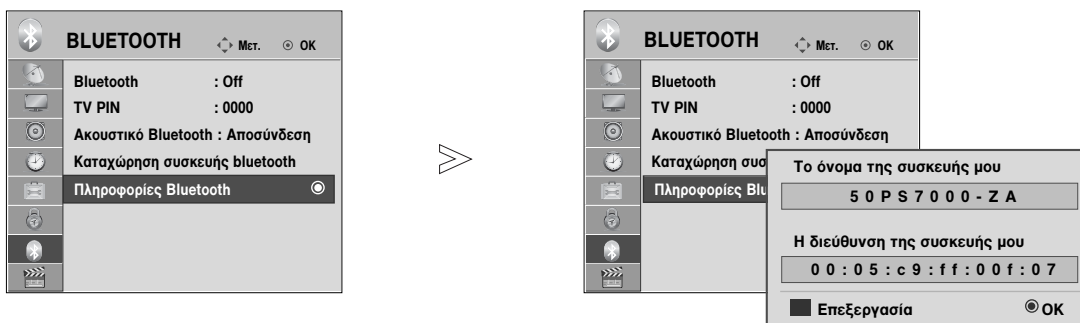 BLUETOOTH Μετ. OK
Bluetooth : Off
TV PIN : 0000
Ακουστικό Bluetooth : Αποσύνδεση
Καταχώρηση συσκευής bluetooth
Πληροφορίες Bluetooth
BLUETOOTH Μετ. OK
Bluetooth : Off
TV PIN : 0000
Ακουστικό Bluetooth : Αποσύνδεση
Καταχώρηση συσ
Πληροφορίες Blu
Το όνομα της συσκευής μου
50PS7000-ZA
Η διεύθυνση της συσκευής μου
00:05:c9:ff:00f:07
Επεξεργασία OK